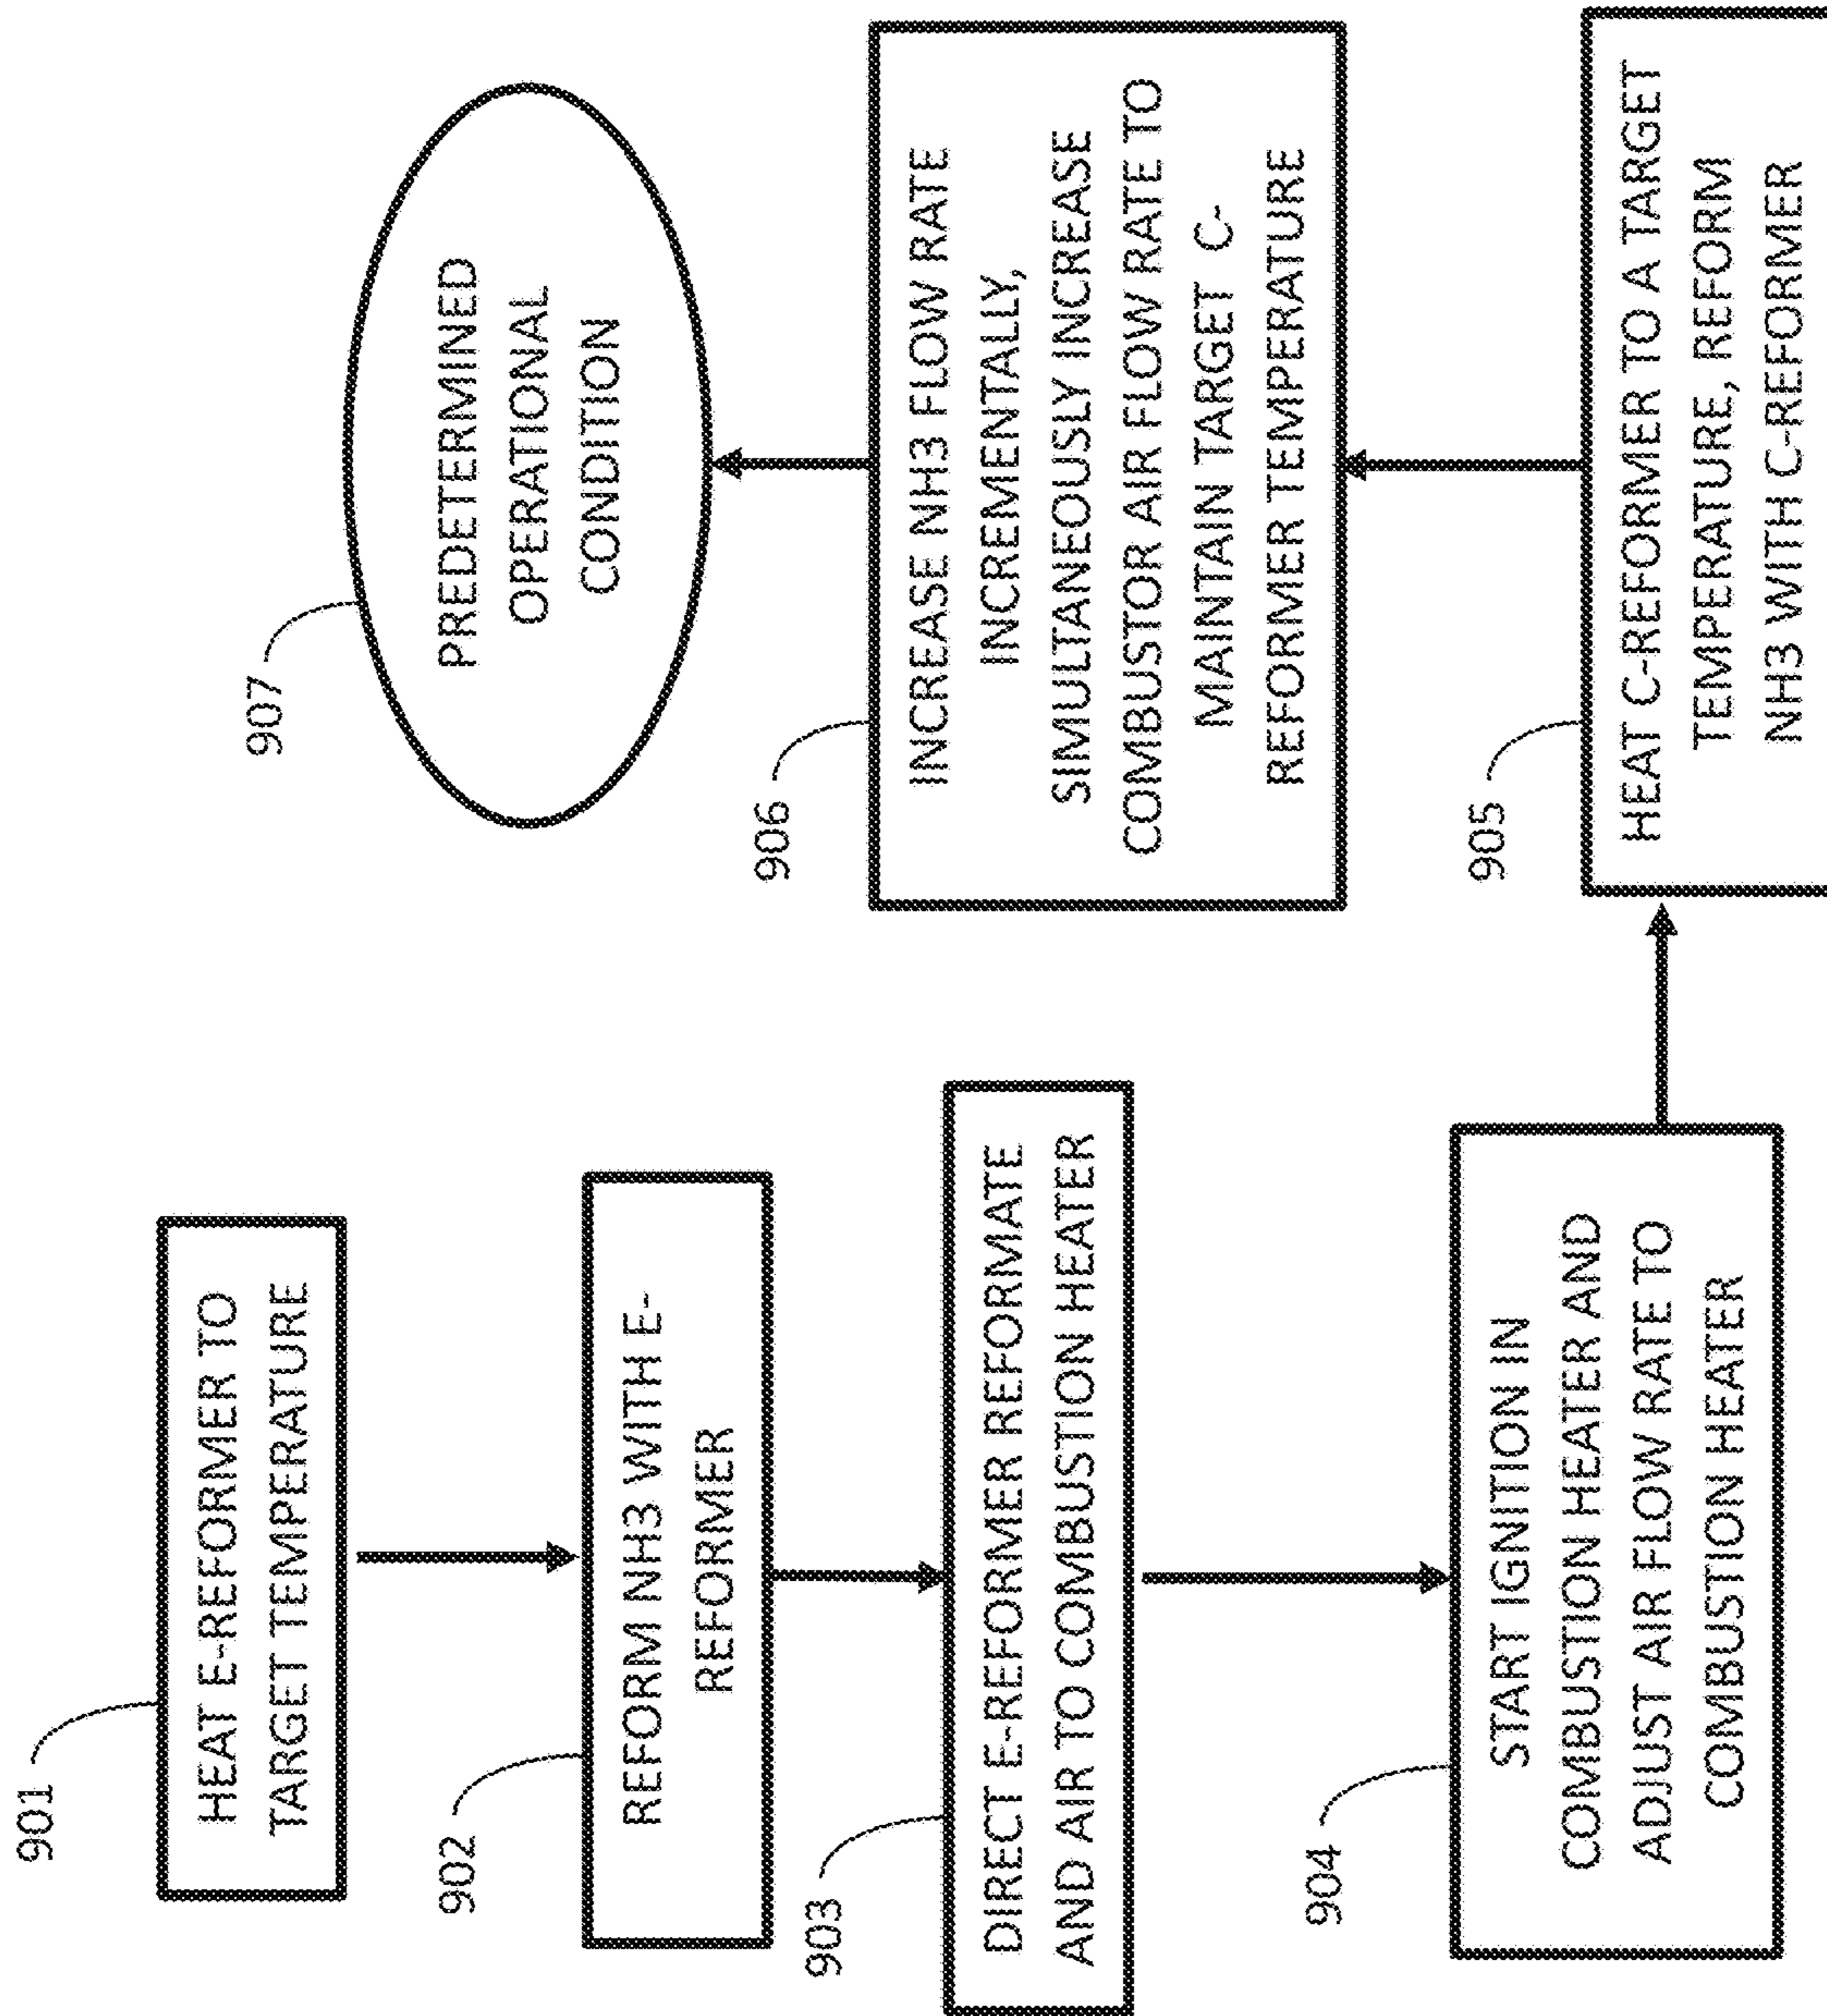 901
HEAT E-REFORMER TO
TARGET TEMPERATURE
902
REFORM NH3 WITH E-
REFORMER
903
DIRECT E-REFORMER REFORMATE
AND AIR TO COMBUSTION HEATER
904
START IGNITION IN
COMBUSTION HEATER AND
ADJUST AIR FLOW RATE TO
COMBUSTION HEATER
905
HEAT C-REFORMER TO A TARGET
TEMPERATURE, REFORM
NH3 WITH C-REFORMER
906
INCREASE NH3 FLOW RATE
INCREMENTALLY,
SIMULTANEOUSLY INCREASE
COMBUSTOR AIR FLOW RATE TO
MAINTAIN TARGET C-
REFORMER TEMPERATURE
907
PREDETERMINED
OPERATIONAL
CONDITION